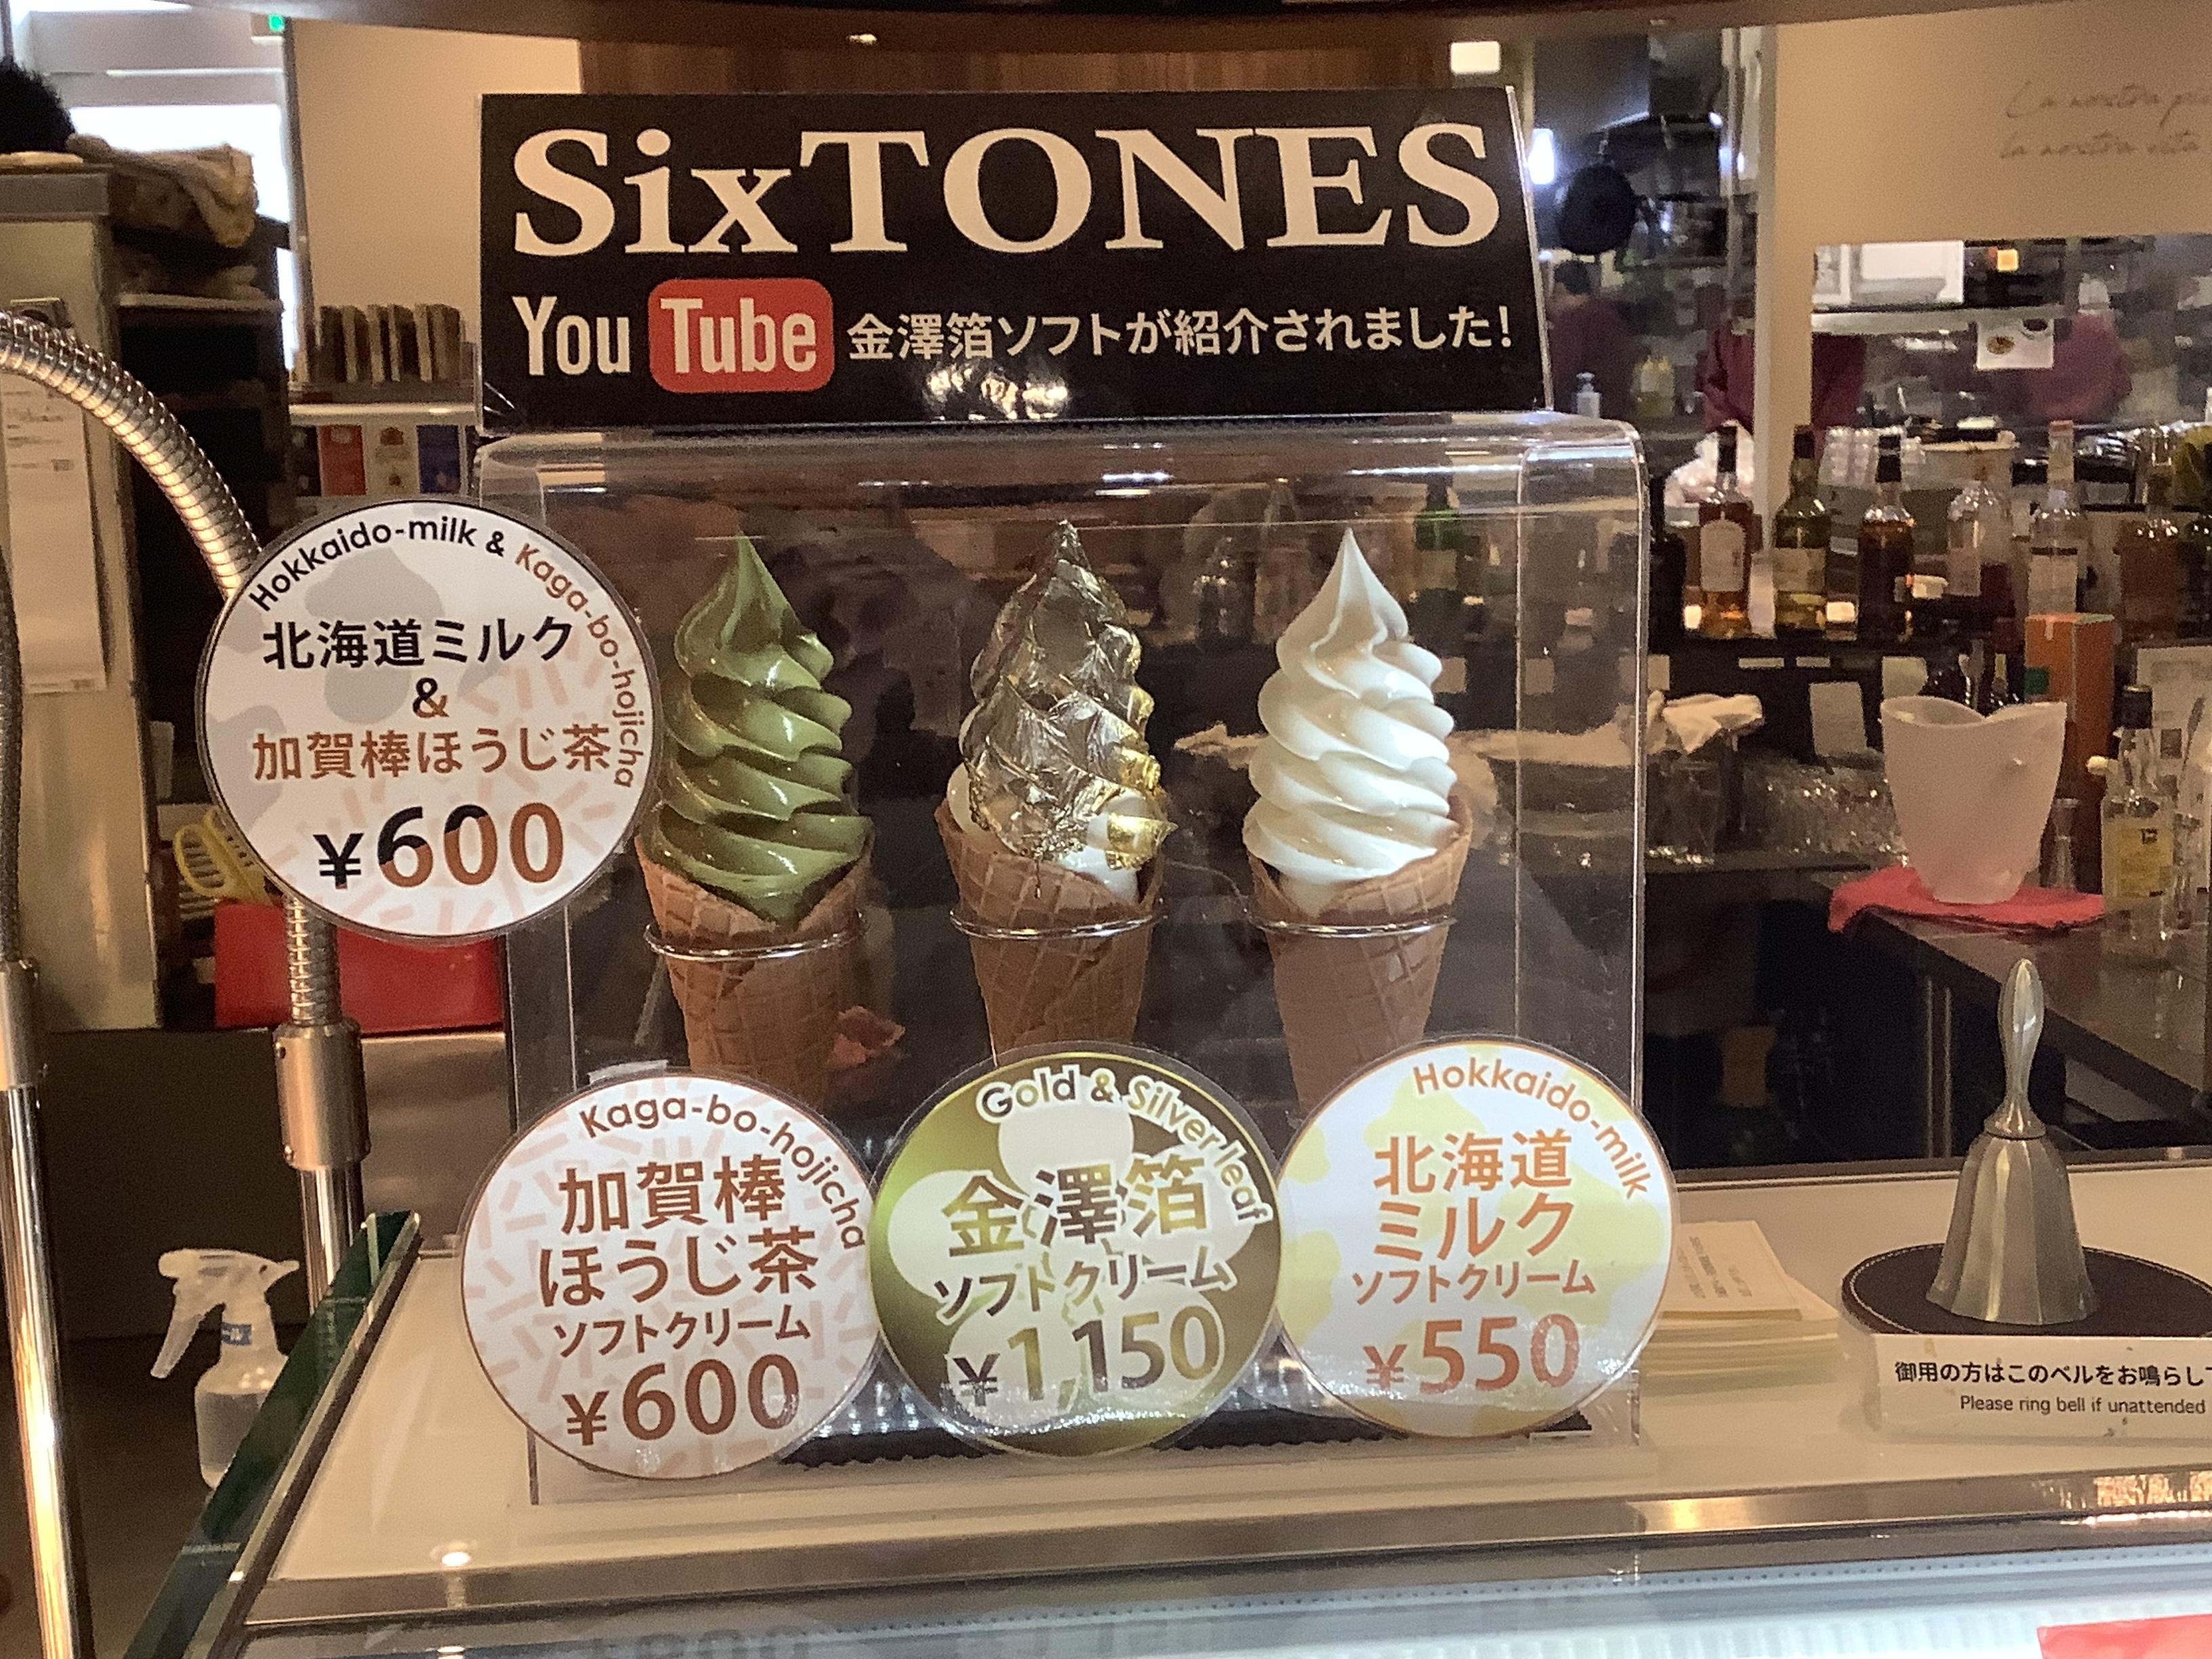 SixTONES
YouTube 金澤箔ソフトが紹介されました!
La nostra
la nostra vita
Hokkaido-milk & Kaga-bo-hojicha
北海道ミルク
&
加賀棒ほうじ茶
¥600
Kaga-bo-hojicha
加賀棒
ほうじ茶
ソフトクリーム
¥600
Gold & Silver leaf
金澤箔
ソフトクリーム
¥1,150
Hokkaido-milk
北海道
ミルク
ソフトクリーム
¥550
御用の方はこのベルをお鳴らし
Please ring bell if unattended